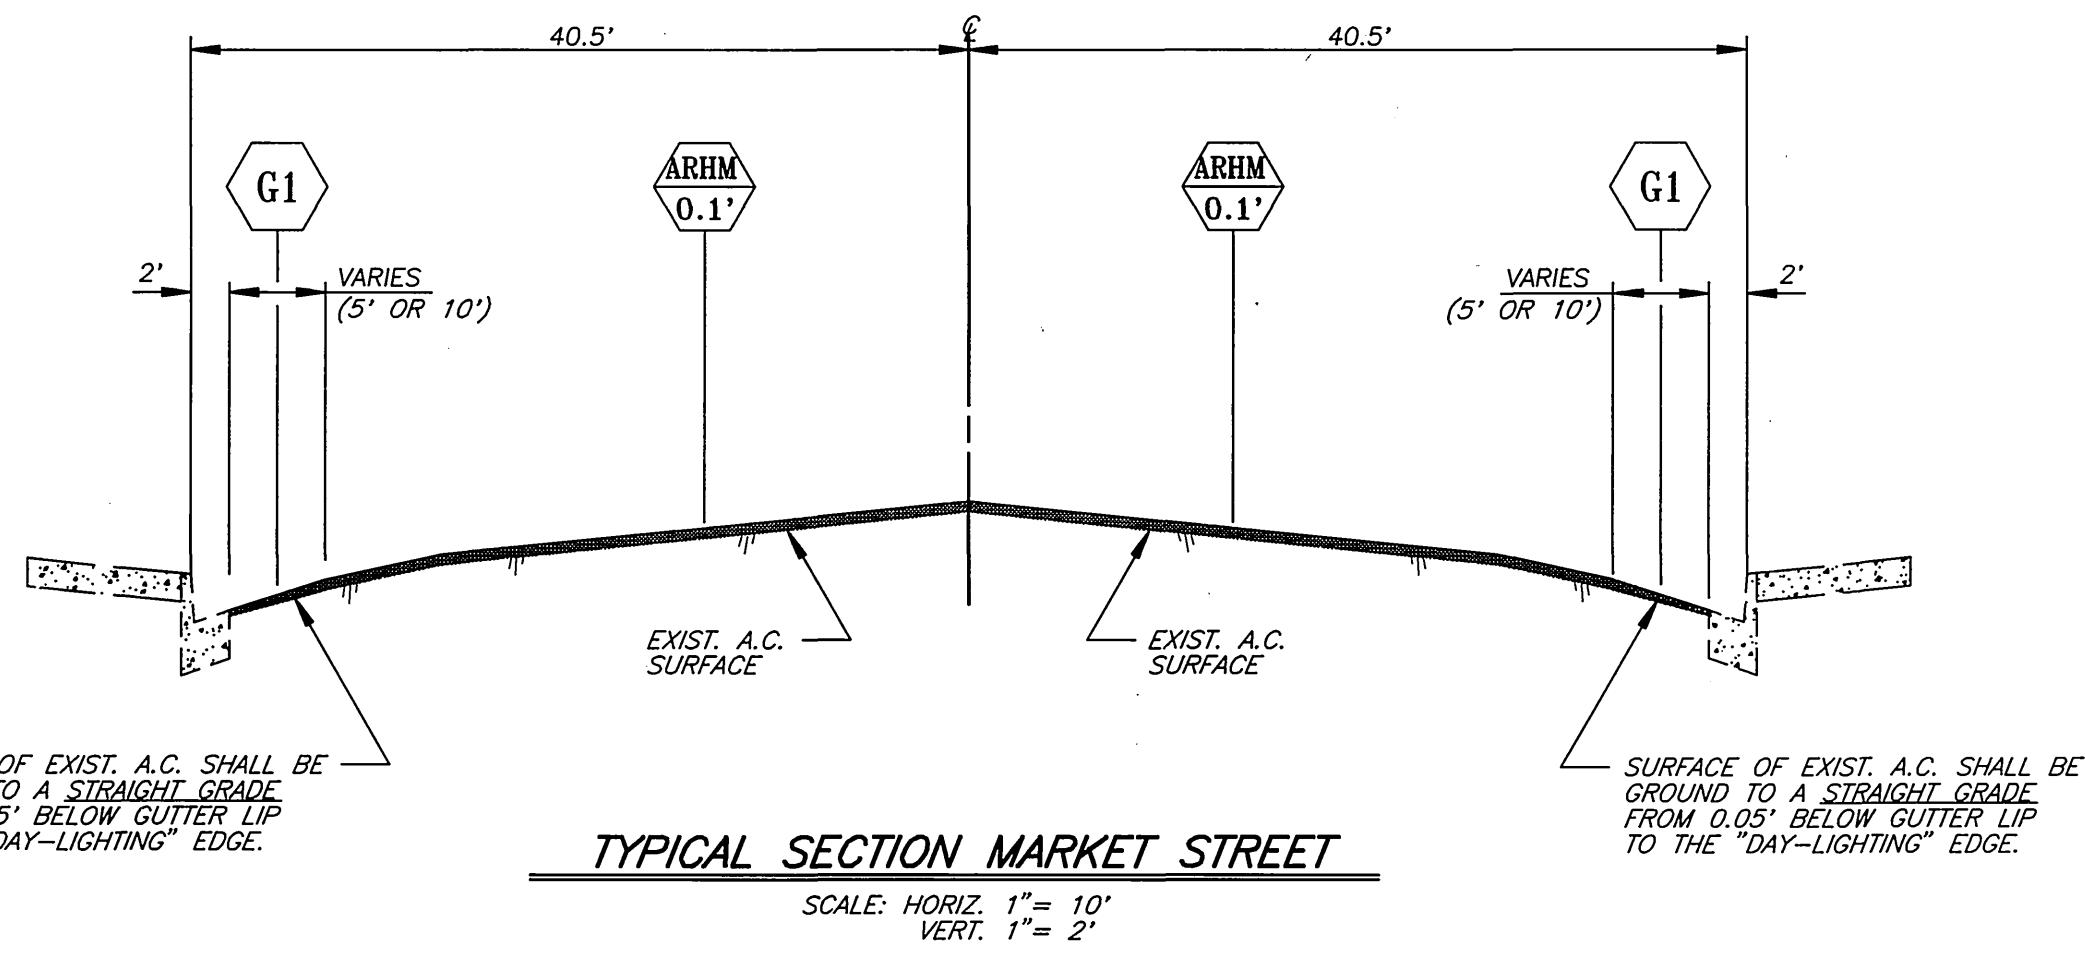 ℄
40.5'
40.5'
G1
ARHM
0.1'
ARHM
0.1'
G1
2'
VARIES
(5' OR 10')
VARIES
(5' OR 10')
2'
EXIST. A.C.
SURFACE
EXIST. A.C.
SURFACE
OF EXIST. A.C. SHALL BE
TO A STRAIGHT GRADE
5' BELOW GUTTER LIP
DAY-LIGHTING" EDGE.
SURFACE OF EXIST. A.C. SHALL BE
GROUND TO A STRAIGHT GRADE
FROM 0.05' BELOW GUTTER LIP
TO THE "DAY-LIGHTING" EDGE.
TYPICAL SECTION MARKET STREET
SCALE: HORIZ. 1"= 10'
VERT. 1"= 2'